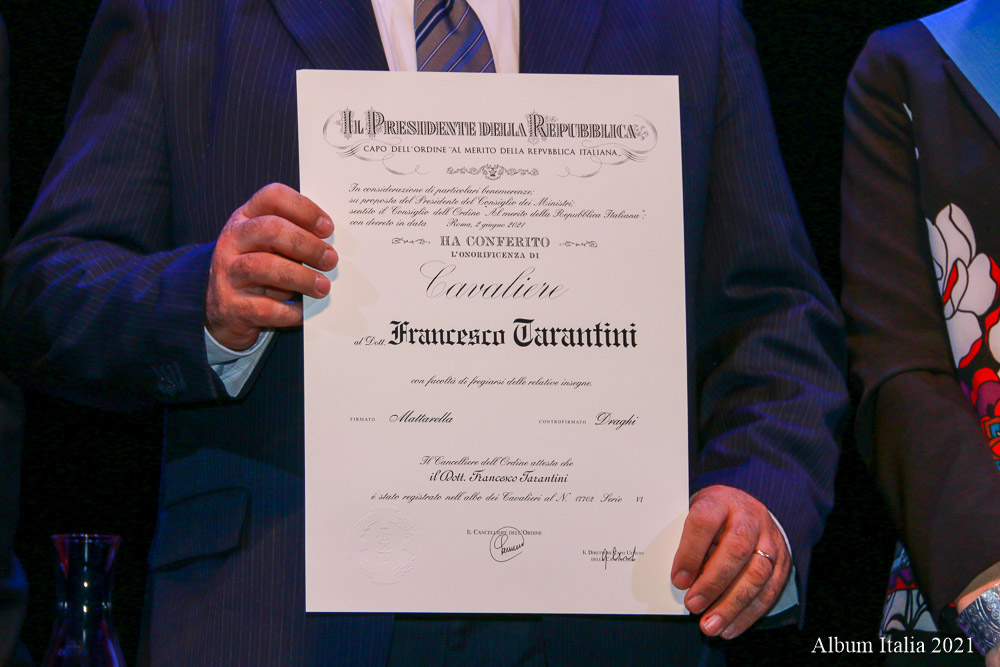 IL PRESIDENTE DELLA REPUBBLICA
CAPO DELL'ORDINE "AL MERITO DELLA REPVBBLICA ITALIANA"
In considerazione di particolari benemerenze;
su proposta del Presidente del Consiglio dei Ministri;
sentito il Consiglio dell'Ordine "Al merito della Repubblica Italiana";
con decreto in data Roma, 2 giugno 2021
HA CONFERITO
L'ONORIFICENZA DI
Cavaliere
al Dott. Francesco Tarantini
con facoltà di fregiarsi delle relative insegne.
FIRMATO Mattarella CONTROFIRMATO Draghi
Il Cancelliere dell'Ordine attesta che
il Dott. Francesco Tarantini
è stato registrato nell'albo dei Cavalieri al N. 17702 Serie VI
IL CANCELLIERE DELL'ORDINE
Album Italia 2021